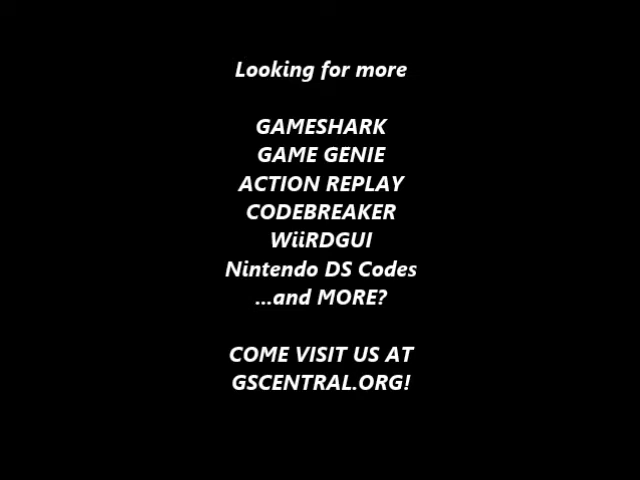 Looking for more
GAMESHARK
GAME GENIE
ACTION REPLAY
CODEBREAKER
WiiRDGUI
Nintendo DS Codes
...and MORE?
COME VISIT US AT
GSCENTRAL.ORG!